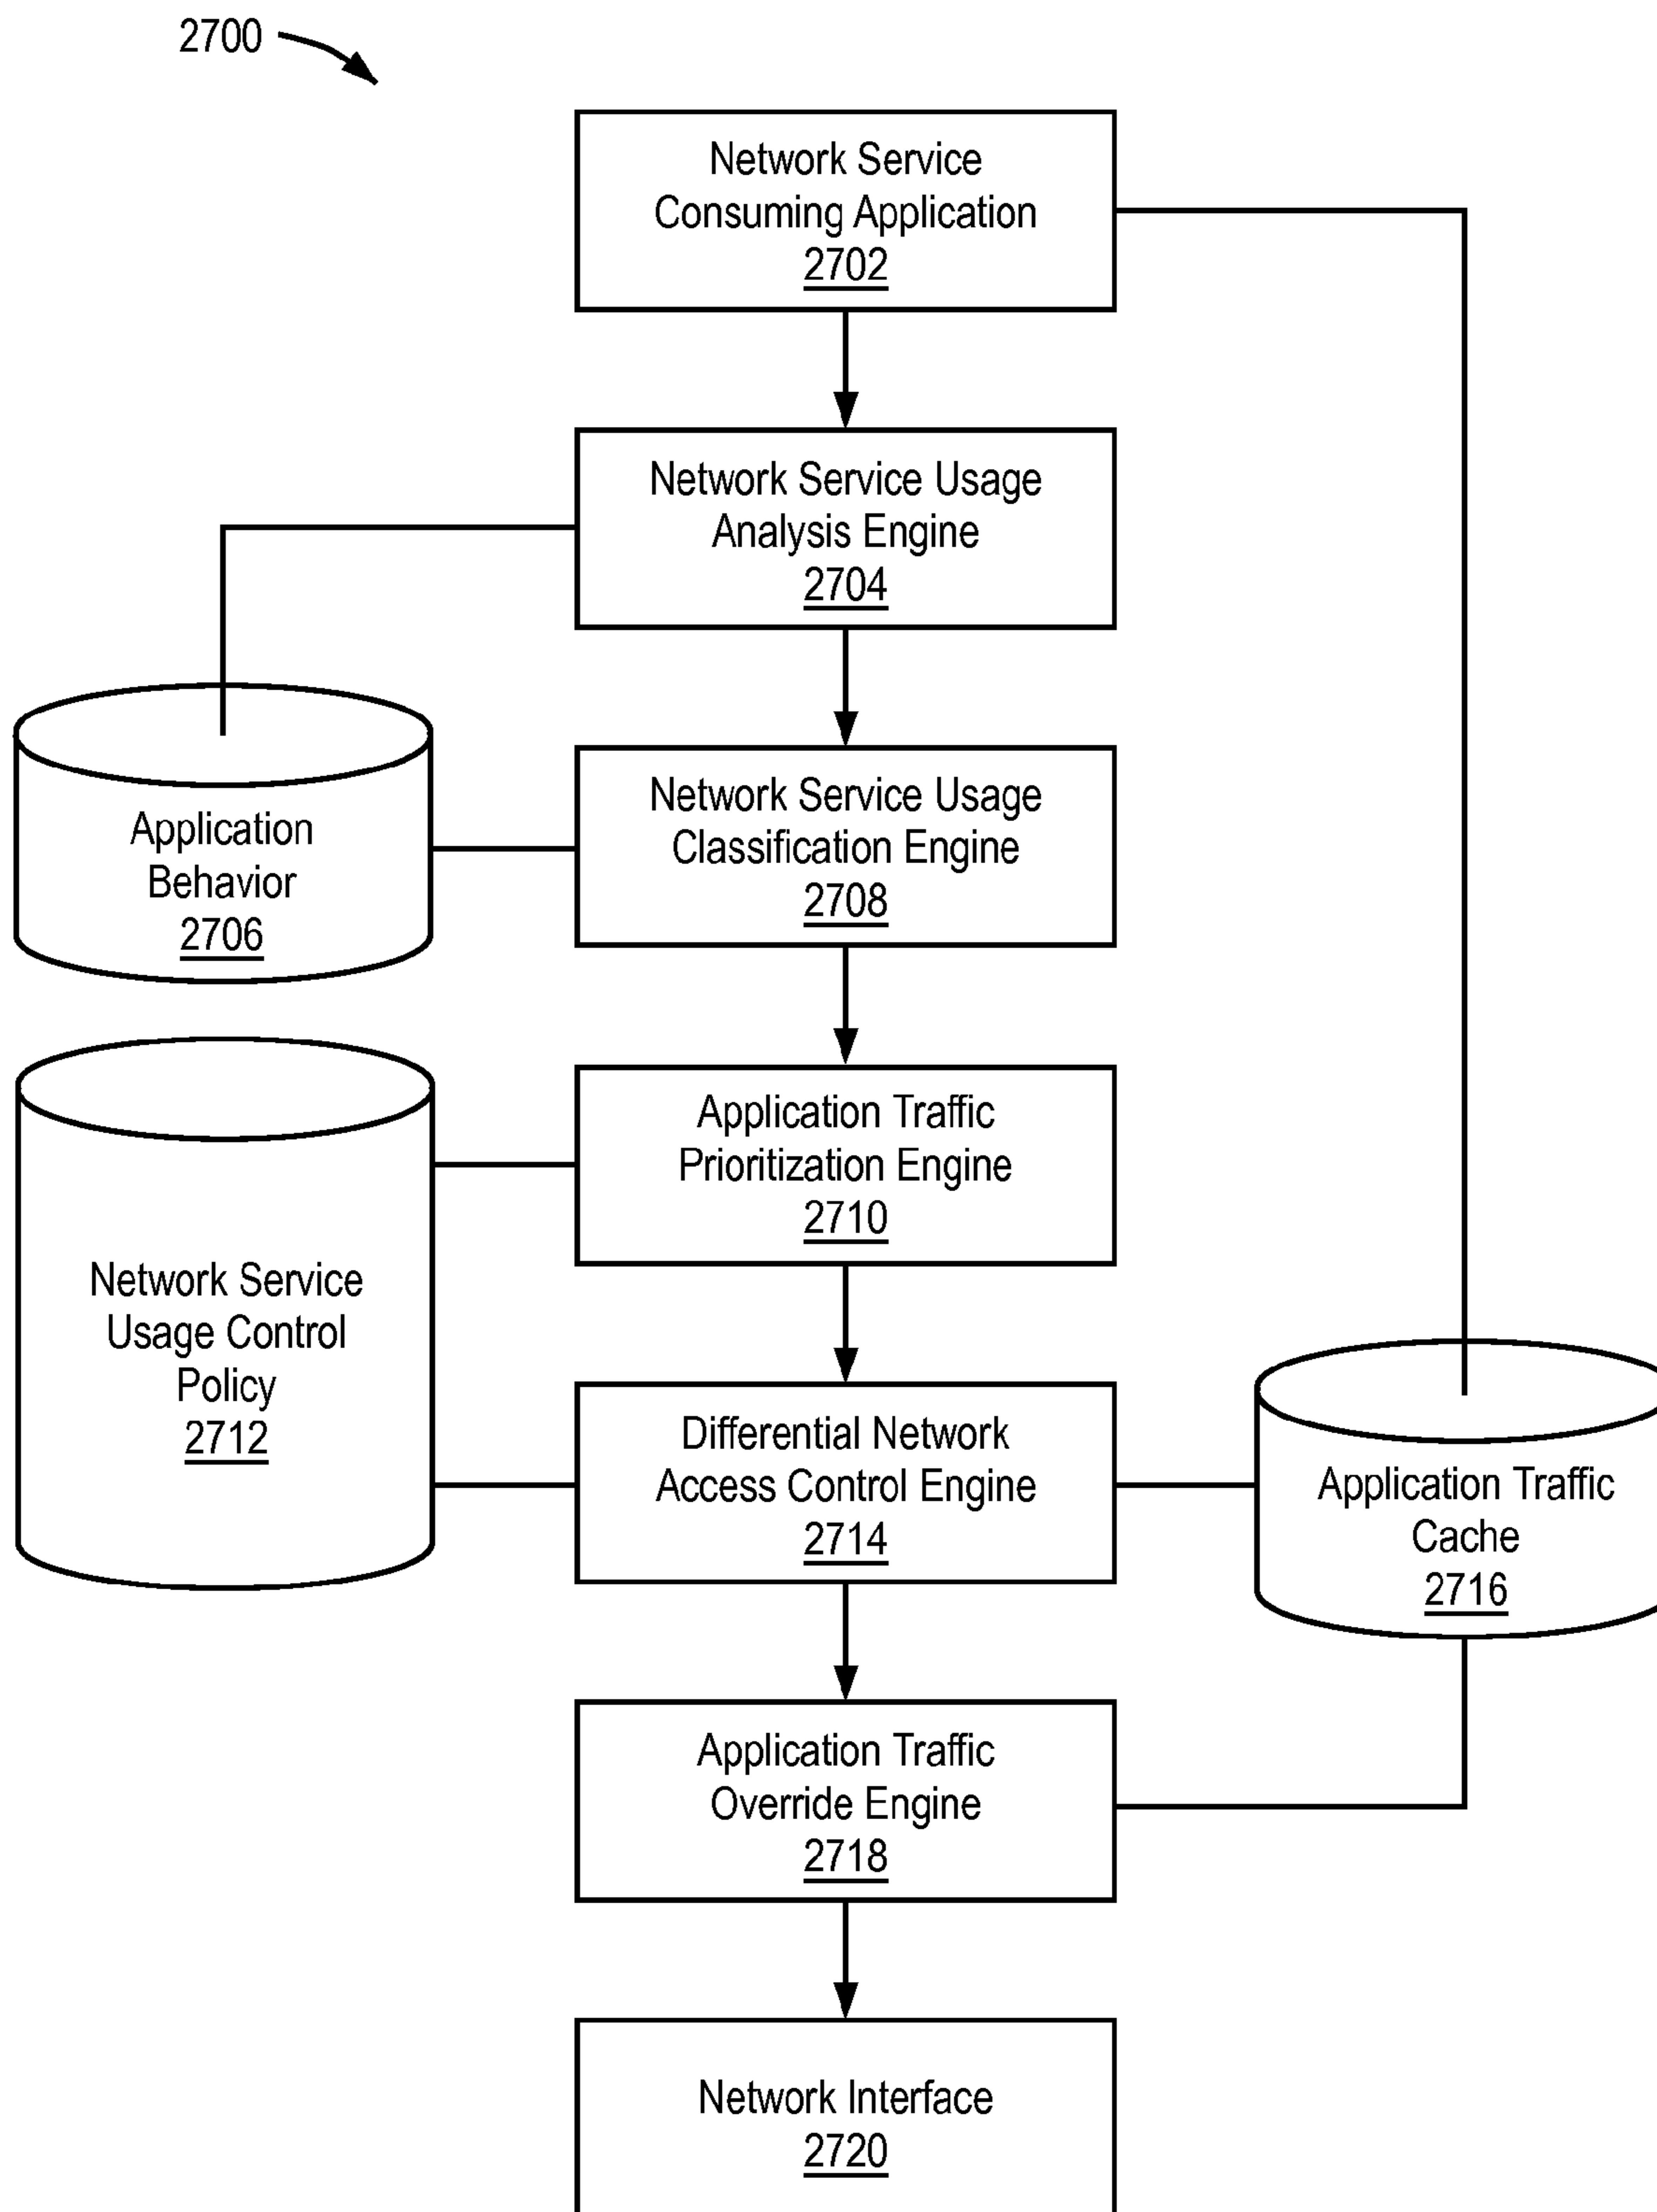 2700
Network Service
Consuming Application
2702
Network Service Usage
Analysis Engine
2704
Application
Behavior
2706
Network Service Usage
Classification Engine
2708
Application Traffic
Prioritization Engine
2710
Network Service
Usage Control
Policy
2712
Differential Network
Access Control Engine
2714
Application Traffic
Cache
2716
Application Traffic
Override Engine
2718
Network Interface
2720